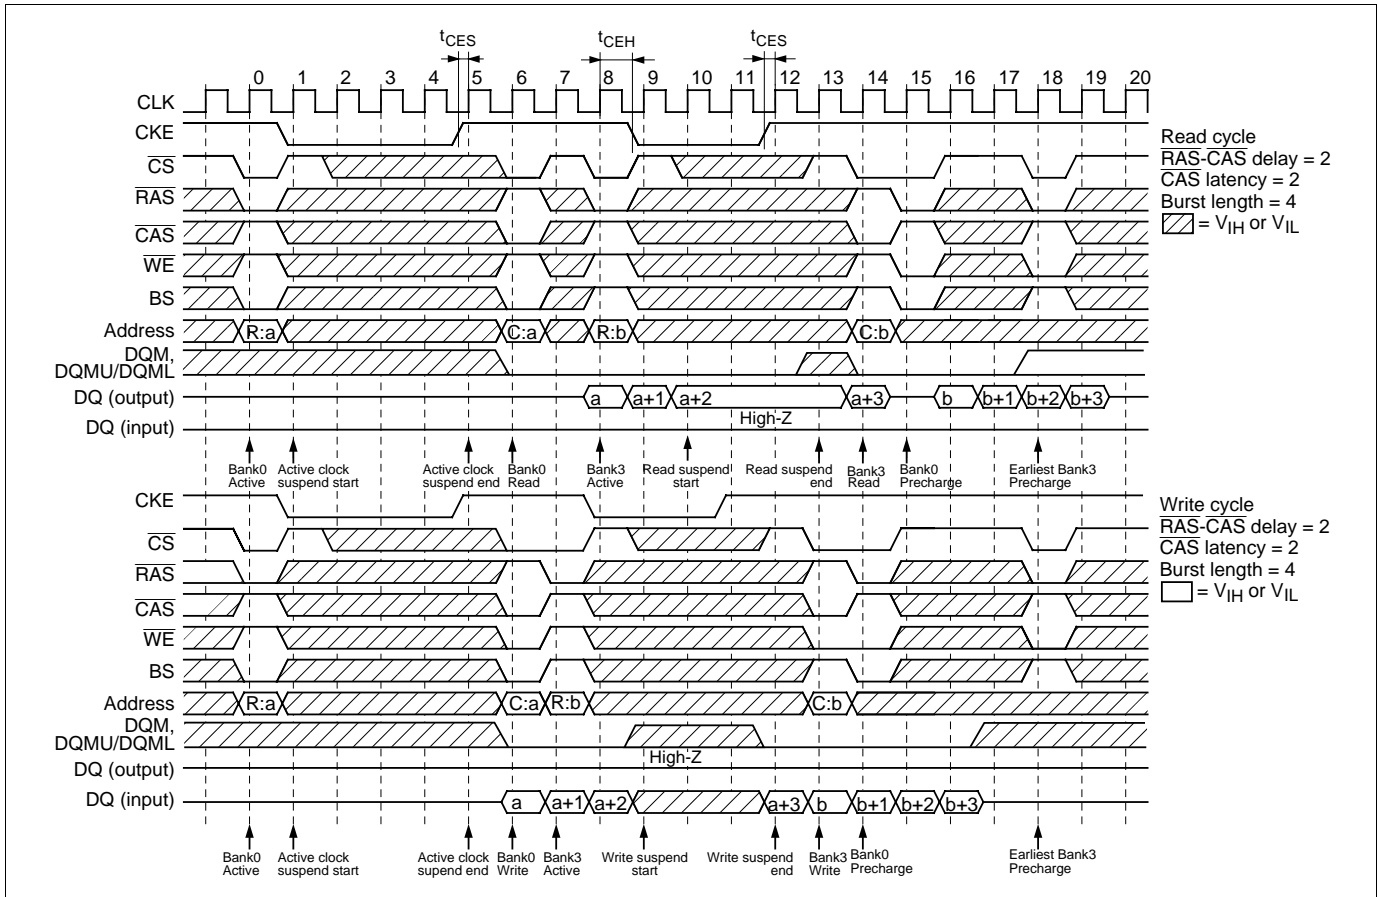 tCES tCEH tCES
0 1 2 3 4 5 6 7 8 9 10 11 12 13 14 15 16 17 18 19 20
CLK
CKE
CS
RAS
CAS
WE
BS
Address R:a C:a R:b C:b
DQM,
DQMU/DQML
DQ (output) a a+1 a+2 a+3 b b+1 b+2 b+3
High-Z
DQ (input)
Bank0 Active clock Active clock Bank0 Bank3 Read suspend Read suspend Bank3 Bank0 Earliest Bank3
Active suspend start suspend end Read Active start end Read Precharge Precharge
Read cycle
RAS-CAS delay = 2
CAS latency = 2
Burst length = 4
= VIH or VIL
CKE
CS
RAS
CAS
WE
BS
Address R:a C:a R:b C:b
DQM,
DQMU/DQML
High-Z
DQ (output)
DQ (input) a a+1 a+2 a+3 b b+1 b+2 b+3
Bank0 Active clock Active clock Bank0 Bank3 Write suspend Write suspend Bank3 Bank0 Earliest Bank3
Active suspend start supend end Write Active start end Write Precharge Precharge
Write cycle
RAS-CAS delay = 2
CAS latency = 2
Burst length = 4
= VIH or VIL